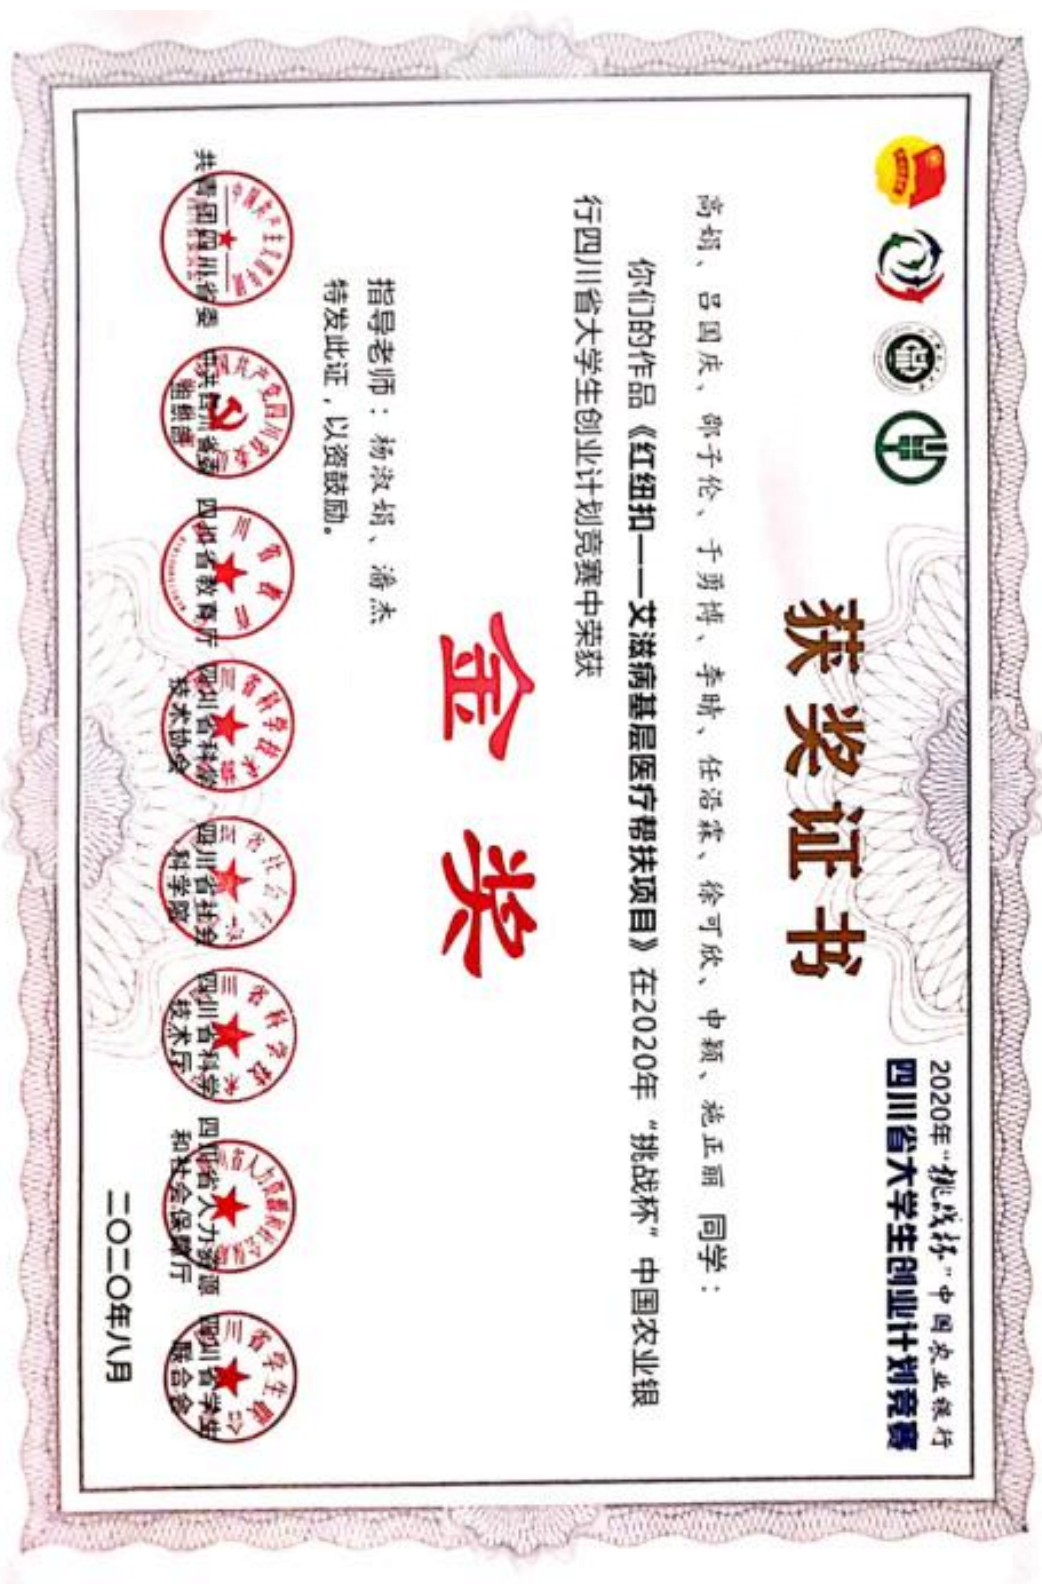 2020年“挑战杯”中国农业银行
四川省大学生创业计划竞赛
获奖证书
高娟、吕国庆、邵子伦、于勇博、李晴、任浴霖、徐可欣、申颖、施正丽 同学：
你们的作品《红纽扣——艾滋病基层医疗帮扶项目》在2020年“挑战杯”中国农业银
行四川省大学生创业计划竞赛中荣获
金奖
指导老师：杨淑娟、潘杰
特发此证，以资鼓励。
共青团四川省委
中共四川省委
四川省教育厅
四川省科学
技术协会
四川省社会
科学院
四川省科学
技术厅
四川省人力资源
和社会保障厅
四川省学生
联合会
二〇二〇年八月